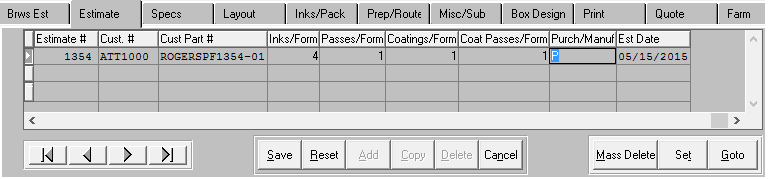 Brws Est Estimate Specs Layout Inks/Pack Prep/Route Misc/Sub Box Design Print Quote Farm
Estimate # Cust. # Cust Part # Inks/Form Passes/Form Coatings/Form Coat Passes/Form Purch/Manuf Est Date
1354 ATT1000 ROGERSPF1354-01 4 1 1 1 P 05/15/2015
Save Reset Add Copy Delete Cancel Mass Delete Set Goto